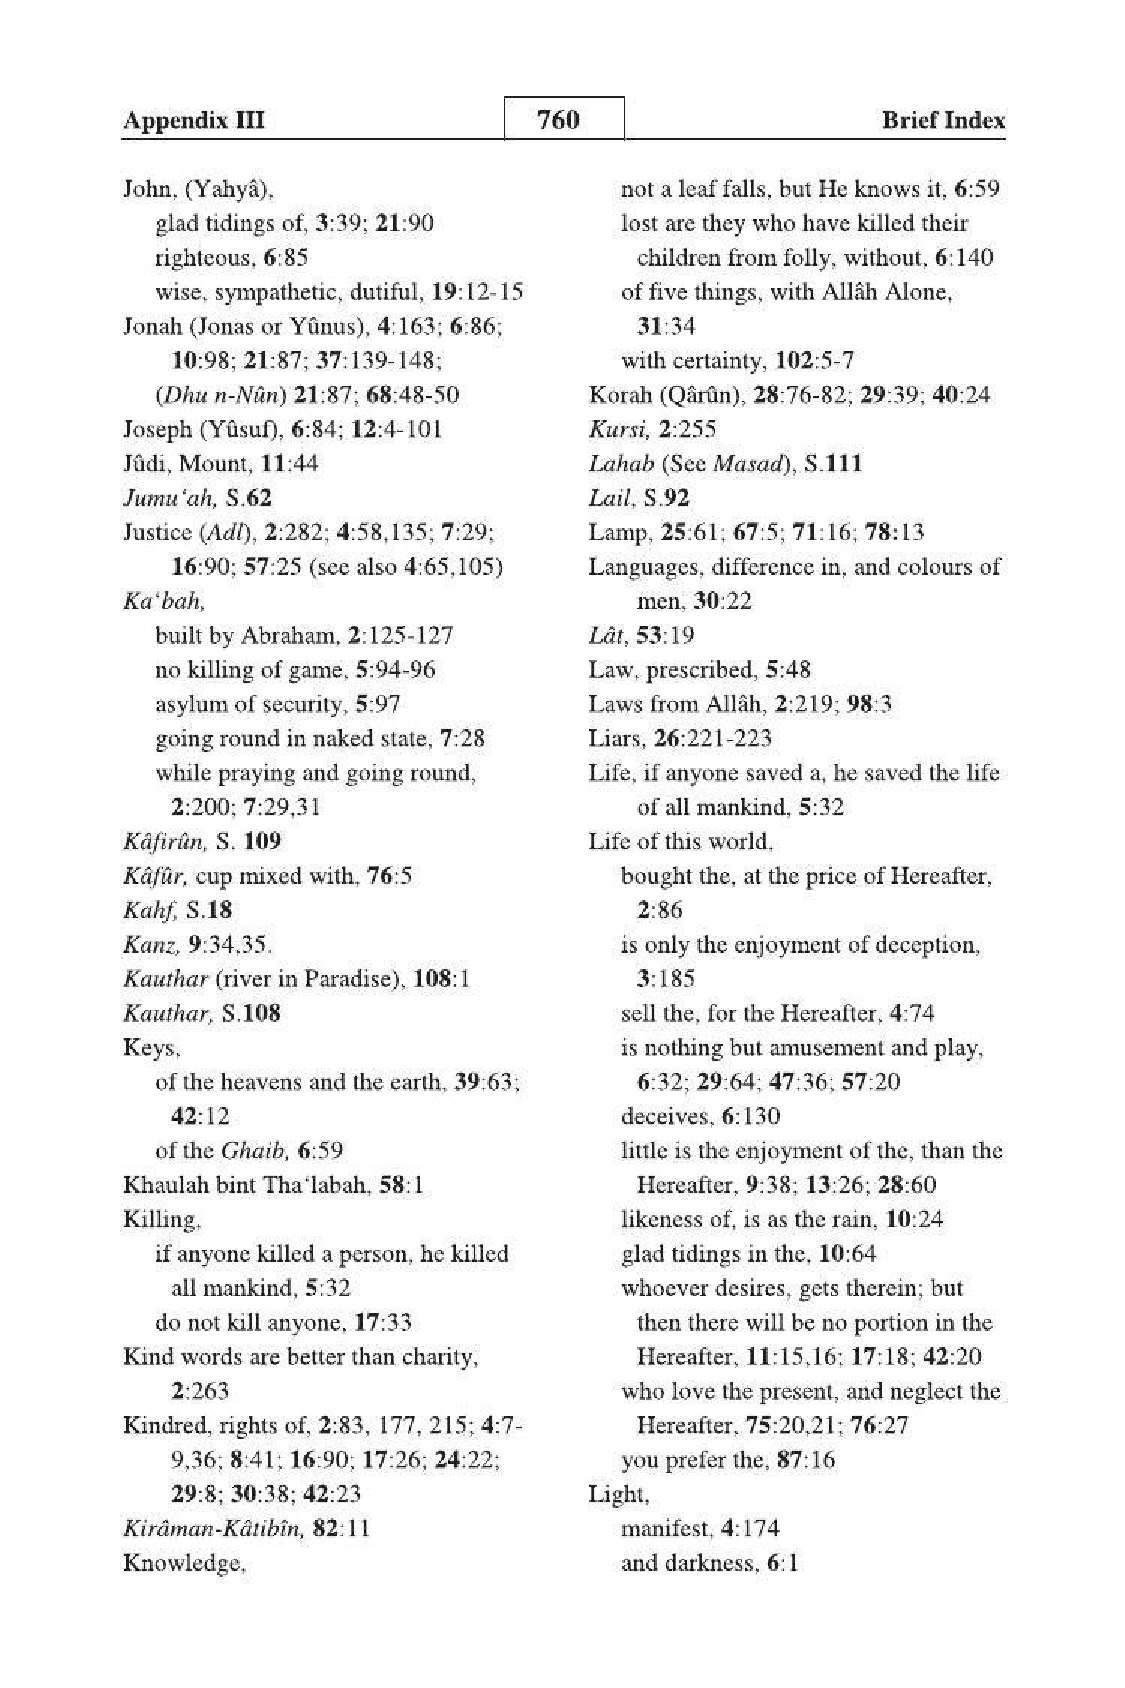 Appendix III 760 Brief Index
John, (Yahyâ),
glad tidings of, 3:39; 21:90
righteous, 6:85
wise, sympathetic, dutiful, 19:12-15
Jonah (Jonas or Yûnus), 4:163; 6:86;
10:98; 21:87; 37:139-148;
(Dhu n-Nûn) 21:87; 68:48-50
Joseph (Yûsuf), 6:84; 12:4-101
Jûdi, Mount, 11:44
Jumu‘ah, S.62
Justice (Adl), 2:282; 4:58,135; 7:29;
16:90; 57:25 (see also 4:65,105)
Ka‘bah,
built by Abraham, 2:125-127
no killing of game, 5:94-96
asylum of security, 5:97
going round in naked state, 7:28
while praying and going round,
2:200; 7:29,31
Kâfirûn, S. 109
Kâfûr, cup mixed with, 76:5
Kahf, S.18
Kanz, 9:34,35.
Kauthar (river in Paradise), 108:1
Kauthar, S.108
Keys,
of the heavens and the earth, 39:63;
42:12
of the Ghaib, 6:59
Khaulah bint Tha‘labah, 58:1
Killing,
if anyone killed a person, he killed
all mankind, 5:32
do not kill anyone, 17:33
Kind words are better than charity,
2:263
Kindred, rights of, 2:83, 177, 215; 4:7-
9,36; 8:41; 16:90; 17:26; 24:22;
29:8; 30:38; 42:23
Kirâman-Kâtibîn, 82:11
Knowledge,
not a leaf falls, but He knows it, 6:59
lost are they who have killed their
children from folly, without, 6:140
of five things, with Allâh Alone,
31:34
with certainty, 102:5-7
Korah (Qârûn), 28:76-82; 29:39; 40:24
Kursi, 2:255
Lahab (See Masad), S.111
Lail, S.92
Lamp, 25:61; 67:5; 71:16; 78:13
Languages, difference in, and colours of
men, 30:22
Lât, 53:19
Law, prescribed, 5:48
Laws from Allâh, 2:219; 98:3
Liars, 26:221-223
Life, if anyone saved a, he saved the life
of all mankind, 5:32
Life of this world,
bought the, at the price of Hereafter,
2:86
is only the enjoyment of deception,
3:185
sell the, for the Hereafter, 4:74
is nothing but amusement and play,
6:32; 29:64; 47:36; 57:20
deceives, 6:130
little is the enjoyment of the, than the
Hereafter, 9:38; 13:26; 28:60
likeness of, is as the rain, 10:24
glad tidings in the, 10:64
whoever desires, gets therein; but
then there will be no portion in the
Hereafter, 11:15,16; 17:18; 42:20
who love the present, and neglect the
Hereafter, 75:20,21; 76:27
you prefer the, 87:16
Light,
manifest, 4:174
and darkness, 6:1